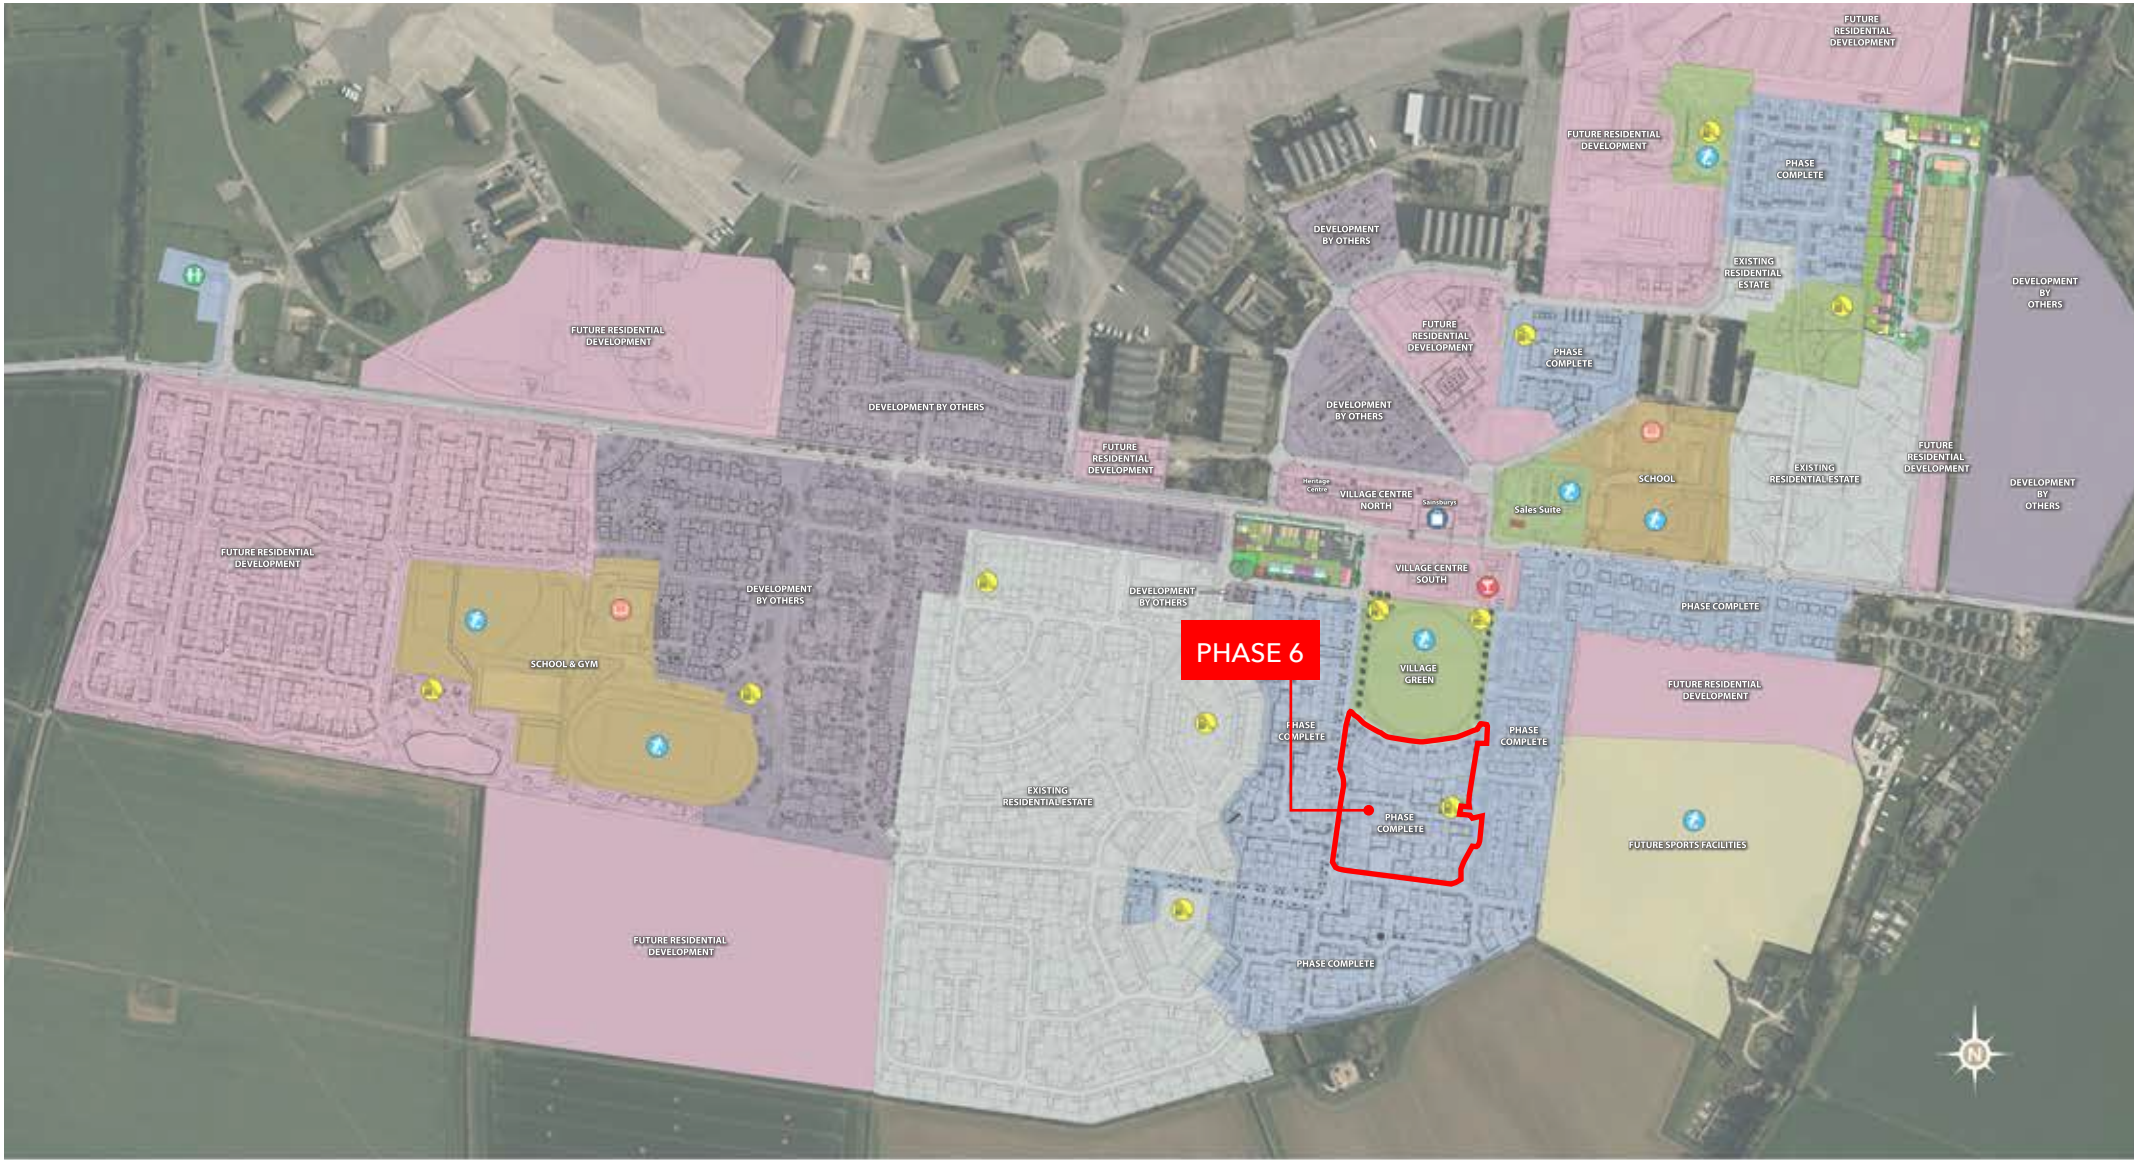 FUTURE
RESIDENTIAL
DEVELOPMENT
FUTURE RESIDENTIAL
DEVELOPMENT
PHASE
COMPLETE
DEVELOPMENT
BY OTHERS
EXISTING
RESIDENTIAL
ESTATE
DEVELOPMENT
BY
OTHERS
FUTURE RESIDENTIAL
DEVELOPMENT
FUTURE
RESIDENTIAL
DEVELOPMENT
PHASE
COMPLETE
DEVELOPMENT BY OTHERS
DEVELOPMENT
BY OTHERS
FUTURE
RESIDENTIAL
DEVELOPMENT
FUTURE
RESIDENTIAL
DEVELOPMENT
EXISTING
RESIDENTIAL ESTATE
SCHOOL
Heritage
Centre
VILLAGE CENTRE
NORTH
Sainsburys
Sales Suite
DEVELOPMENT
BY
OTHERS
FUTURE RESIDENTIAL
DEVELOPMENT
VILLAGE CENTRE
SOUTH
DEVELOPMENT
BY OTHERS
DEVELOPMENT
BY OTHERS
PHASE COMPLETE
PHASE 6
SCHOOL & GYM
VILLAGE
GREEN
FUTURE RESIDENTIAL
DEVELOPMENT
PHASE
COMPLETE
PHASE
COMPLETE
EXISTING
RESIDENTIAL ESTATE
PHASE
COMPLETE
FUTURE SPORTS FACILITIES
FUTURE RESIDENTIAL
DEVELOPMENT
PHASE COMPLETE
N